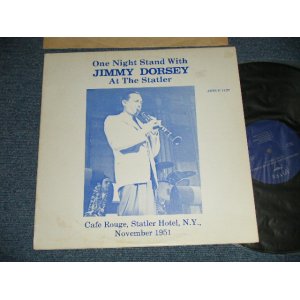 One Night Stand With
JIMMY DORSEY
At The Statler
Cafe Rouge, Statler Hotel, N.Y.,
November 1951